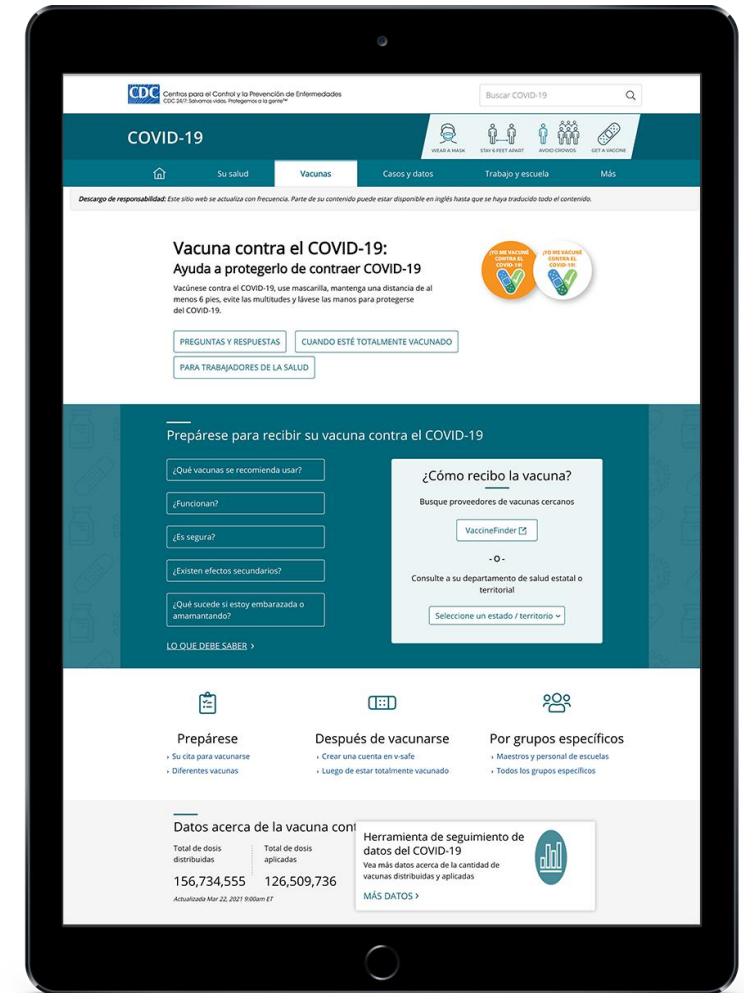 CDC
Centros para el Control y la Prevención de Enfermedades
CDC 24/7: Salvamos vidas. Protegemos a la gente™
Buscar COVID-19
COVID-19
WEAR A MASK
STAY 6 FEET APART
AVOID CROWDS
GET A VACCINE
Su salud
Vacunas
Casos y datos
Trabajo y escuela
Más
Descargo de responsabilidad: Este sitio web se actualiza con frecuencia. Parte de su contenido puede estar disponible en inglés hasta que se haya traducido todo el contenido.
Vacuna contra el COVID-19:
Ayuda a protegerlo de contraer COVID-19
Vacúnese contra el COVID-19, use mascarilla, mantenga una distancia de al
menos 6 pies, evite las multitudes y lávese las manos para protegerse
del COVID-19.
¡YO ME VACUNÉ
CONTRA EL
COVID-19!
¡YO ME VACUNÉ
CONTRA EL
COVID-19!
PREGUNTAS Y RESPUESTAS
CUANDO ESTÉ TOTALMENTE VACUNADO
PARA TRABAJADORES DE LA SALUD
Prepárese para recibir su vacuna contra el COVID-19
¿Qué vacunas se recomienda usar?
¿Funcionan?
¿Es segura?
¿Existen efectos secundarios?
¿Qué sucede si estoy embarazada o
amamantando?
LO QUE DEBE SABER ›
¿Cómo recibo la vacuna?
Busque proveedores de vacunas cercanos
VaccineFinder
- O -
Consulte a su departamento de salud estatal o
territorial
Seleccione un estado / territorio
Prepárese
› Su cita para vacunarse
› Diferentes vacunas
Después de vacunarse
› Crear una cuenta en v-safe
› Luego de estar totalmente vacunado
Por grupos específicos
› Maestros y personal de escuelas
› Todos los grupos específicos
Datos acerca de la vacuna cont
Total de dosis
distribuidas
156,734,555
Total de dosis
aplicadas
126,509,736
Actualizada Mar 22, 2021 9:00am ET
Herramienta de seguimiento de
datos del COVID-19
Vea más datos acerca de la cantidad de
vacunas distribuidas y aplicadas
MÁS DATOS ›